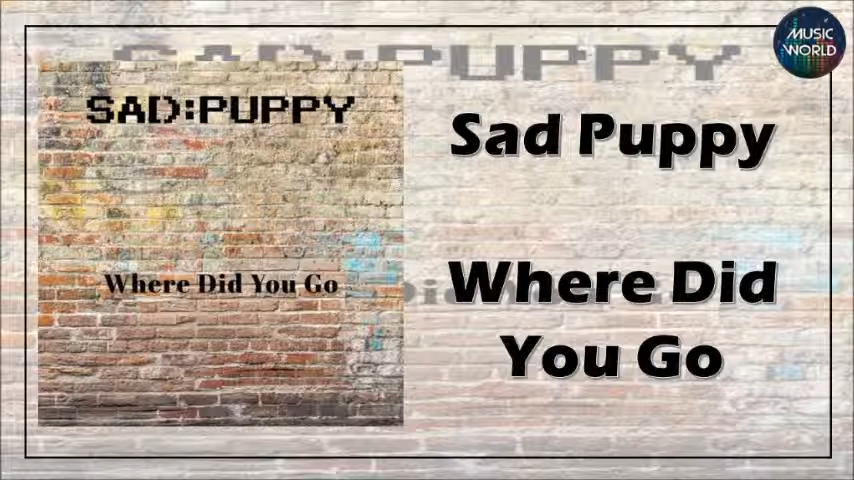 SAD:PUPPY
MUSIC
WORLD
SAD:PUPPY
Sad Puppy
Where Did You Go
Where Did
You Go